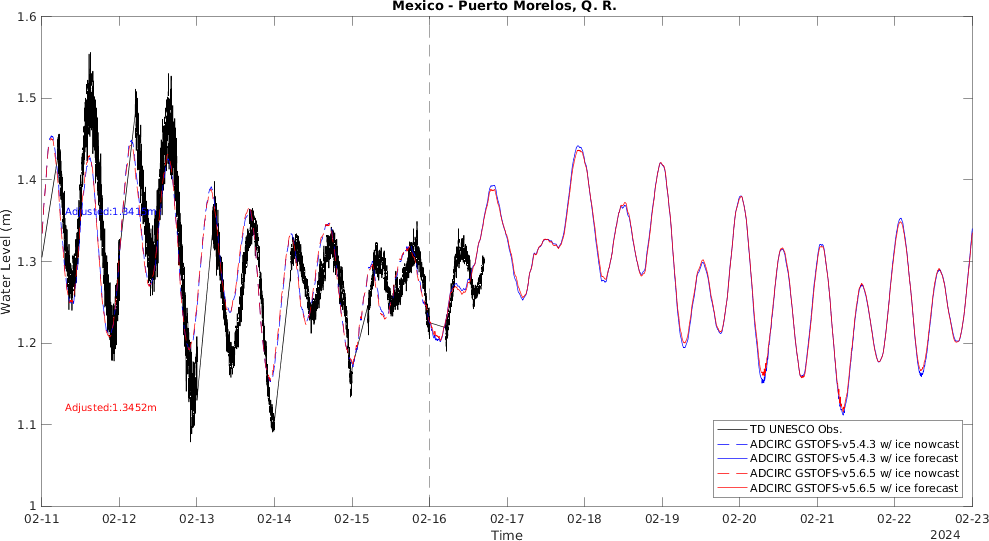 Mexico - Puerto Morelos, Q. R.
Water Level (m)
1.6
1.5
1.4
1.3
1.2
1.1
1
Adjusted:1.3452m
TD UNESCO Obs.
ADCIRC GSTOFS-v5.4.3 w/ ice nowcast
ADCIRC GSTOFS-v5.4.3 w/ ice forecast
ADCIRC GSTOFS-v5.6.5 w/ ice nowcast
ADCIRC GSTOFS-v5.6.5 w/ ice forecast
02-11 02-12 02-13 02-14 02-15 02-16 02-17 02-18 02-19 02-20 02-21 02-22 02-23
Time
2024